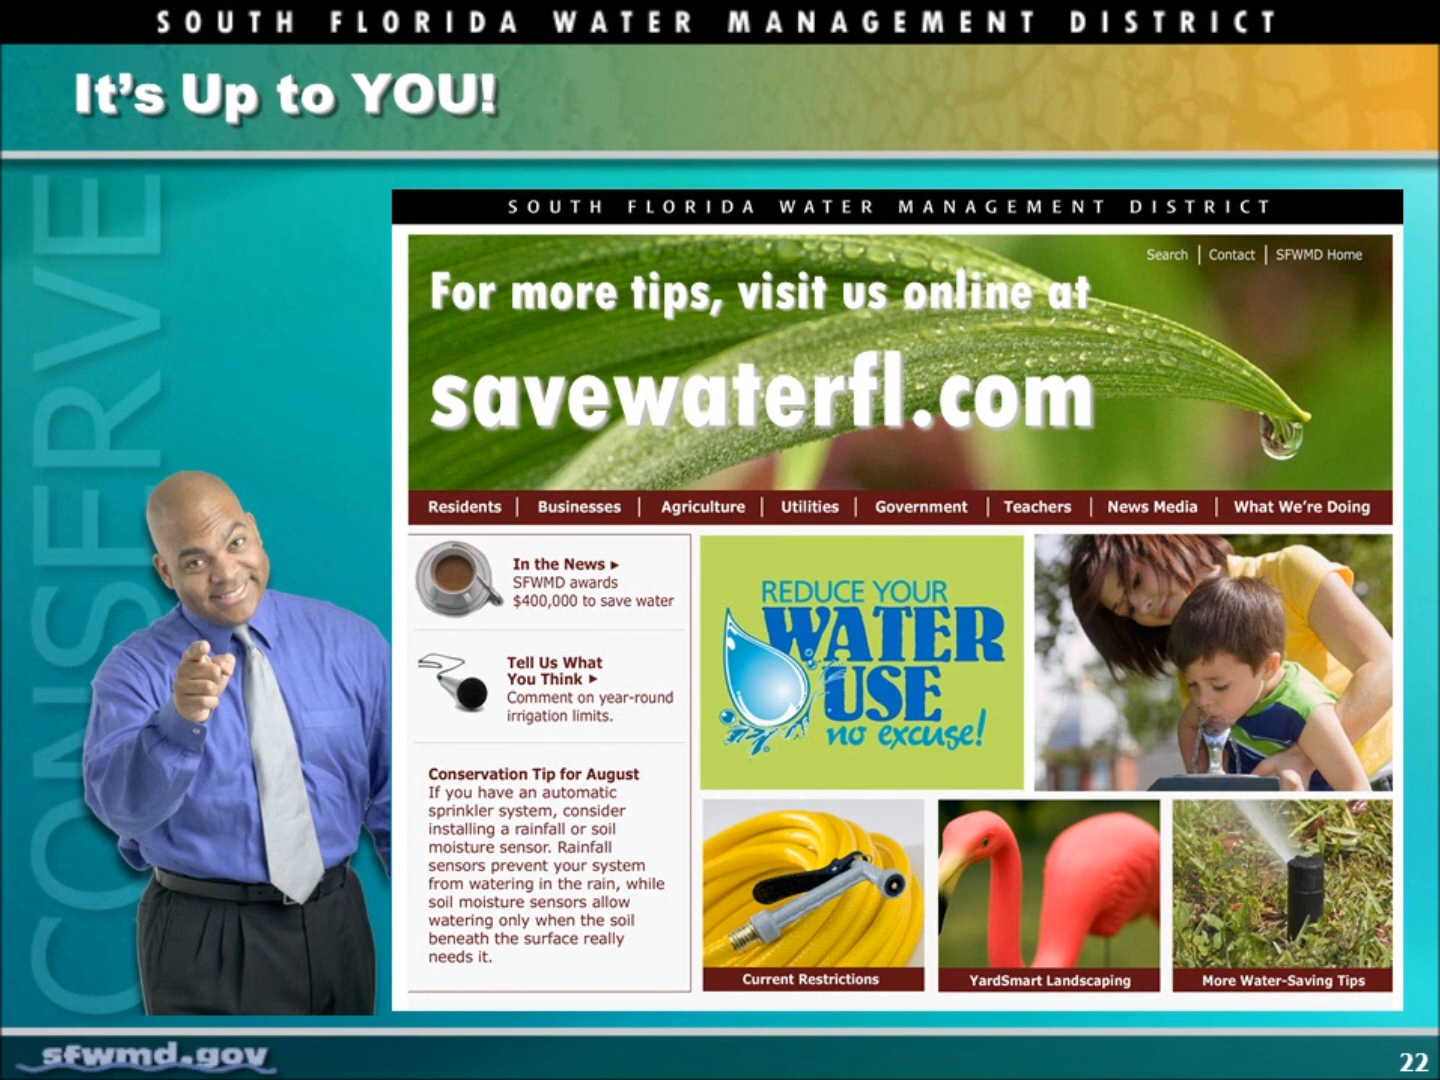 SOUTH FLORIDA WATER MANAGEMENT DISTRICT
It's Up to YOU!
CONSERVE
SOUTH FLORIDA WATER MANAGEMENT DISTRICT
Search | Contact | SFWMD Home
For more tips, visit us online at
savewaterfl.com
Residents | Businesses | Agriculture | Utilities | Government | Teachers | News Media | What We're Doing
In the News ▸
SFWMD awards
$400,000 to save water
Tell Us What
You Think ▸
Comment on year-round
irrigation limits.
Conservation Tip for August
If you have an automatic
sprinkler system, consider
installing a rainfall or soil
moisture sensor. Rainfall
sensors prevent your system
from watering in the rain, while
soil moisture sensors allow
watering only when the soil
beneath the surface really
needs it.
REDUCE YOUR
WATER
USE
no excuse!
Current Restrictions
YardSmart Landscaping
More Water-Saving Tips
sfwmd.gov
22